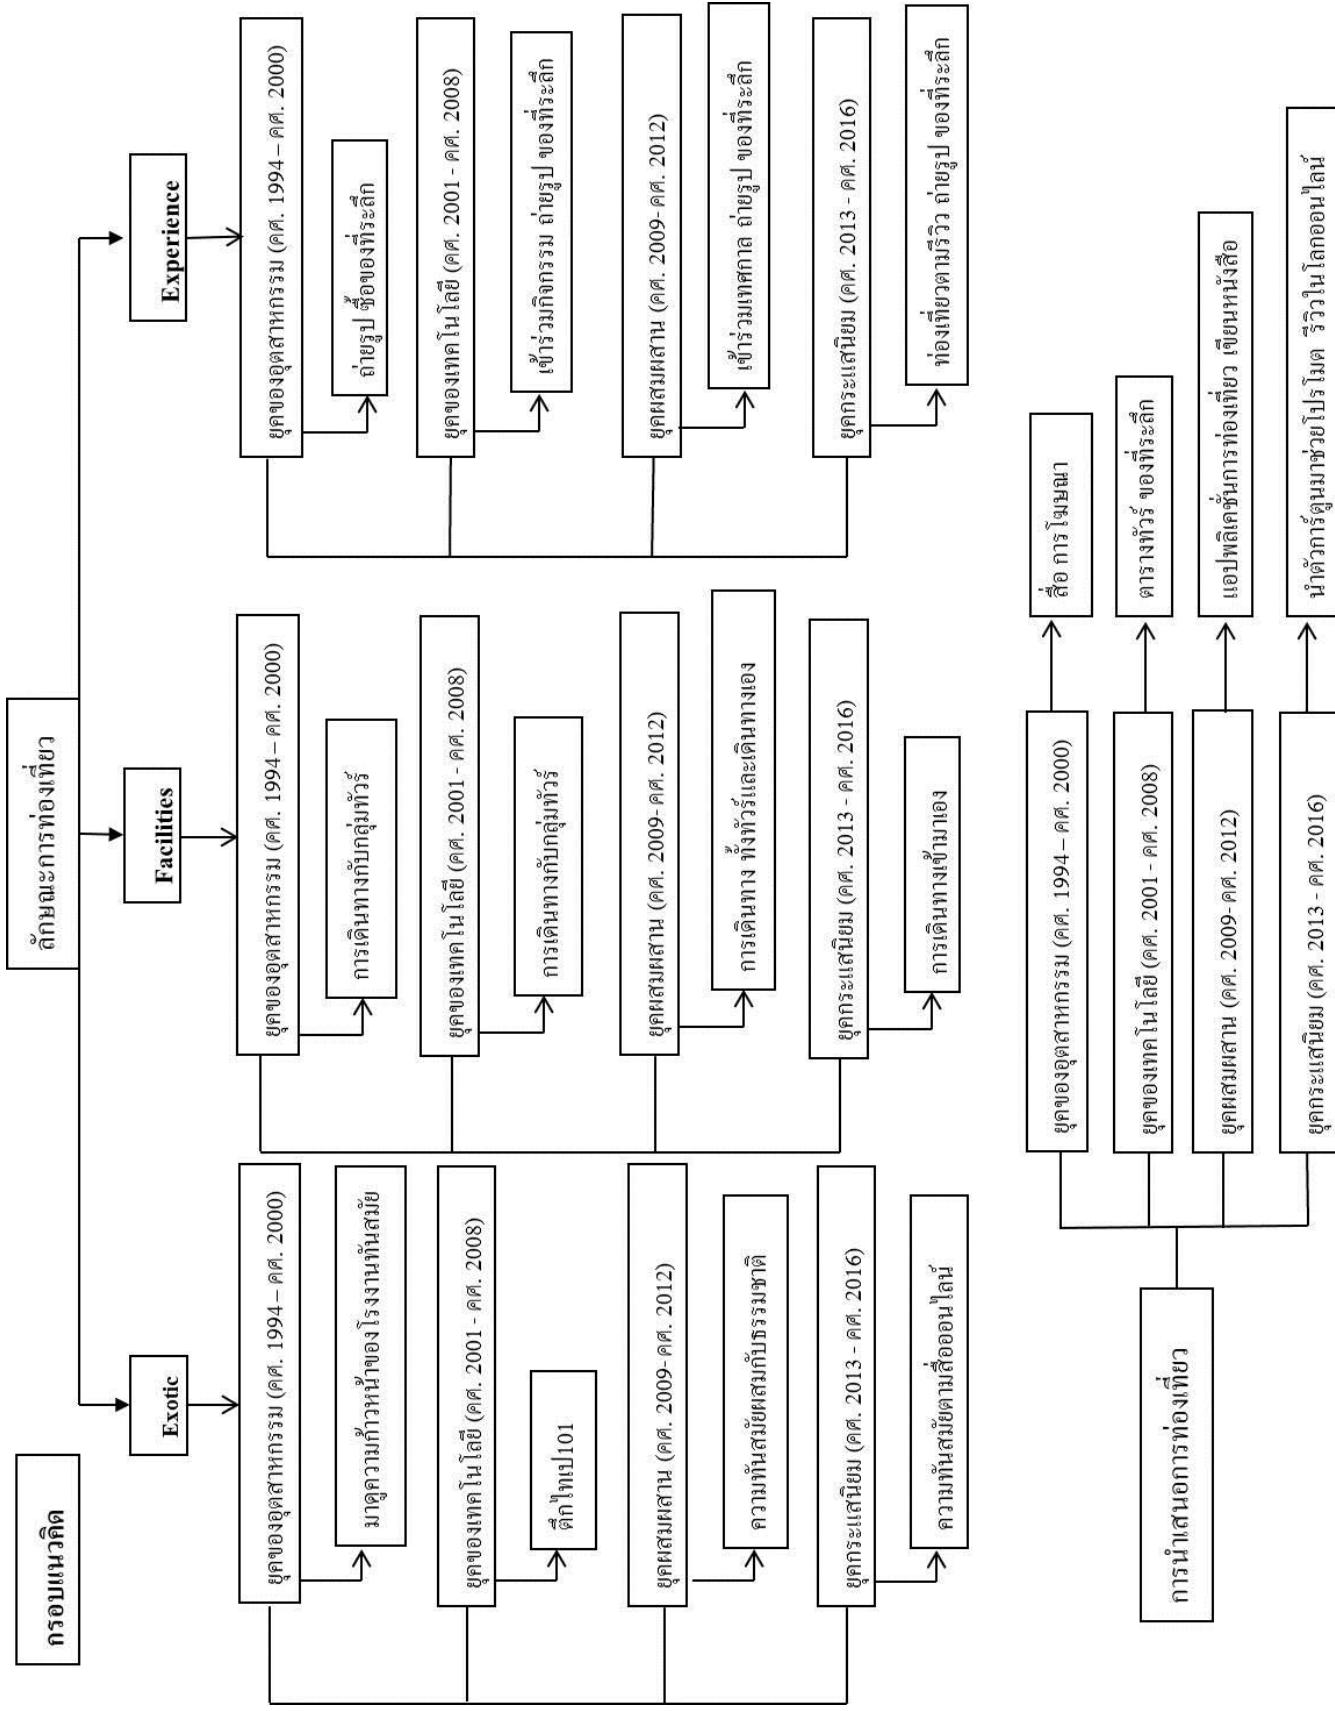 กรอบแนวคิด
ลักษณะการท่องเที่ยว
Exotic
ยุคของอุตสาหกรรม (คศ. 1994 – คศ. 2000)
มาดูความก้าวหน้าของโรงงานทันสมัย
ยุคของเทคโนโลยี (คศ. 2001 - คศ. 2008)
ตึกไทเป101
ยุคผสมผสาน (คศ. 2009- คศ. 2012)
ความทันสมัยผสมกับธรรมชาติ
ยุคกระแสนิยม (คศ. 2013 - คศ. 2016)
ความทันสมัยตามสื่อออนไลน์
Facilities
ยุคของอุตสาหกรรม (คศ. 1994 – คศ. 2000)
การเดินทางกับกลุ่มทัวร์
ยุคของเทคโนโลยี (คศ. 2001 - คศ. 2008)
การเดินทางกับกลุ่มทัวร์
ยุคผสมผสาน (คศ. 2009- คศ. 2012)
การเดินทาง ทั้งทัวร์และเดินทางเอง
ยุคกระแสนิยม (คศ. 2013 - คศ. 2016)
การเดินทางเข้ามาเอง
Experience
ยุคของอุตสาหกรรม (คศ. 1994 – คศ. 2000)
ถ่ายรูป ซื้อของที่ระลึก
ยุคของเทคโนโลยี (คศ. 2001 - คศ. 2008)
เข้าร่วมกิจกรรม ถ่ายรูป ของที่ระลึก
ยุคผสมผสาน (คศ. 2009- คศ. 2012)
เข้าร่วมเทศกาล ถ่ายรูป ของที่ระลึก
ยุคกระแสนิยม (คศ. 2013 - คศ. 2016)
ท่องเที่ยวตามรีวิว ถ่ายรูป ของที่ระลึก
การนำเสนอการท่องเที่ยว
ยุคของอุตสาหกรรม (คศ. 1994 – คศ. 2000)
สื่อ การโฆษณา
ยุคของเทคโนโลยี (คศ. 2001 - คศ. 2008)
ตารางทัวร์ ของที่ระลึก
ยุคผสมผสาน (คศ. 2009- คศ. 2012)
แอปพลิเคชั่นการท่องเที่ยว เขียนหนังสือ
ยุคกระแสนิยม (คศ. 2013 - คศ. 2016)
นำตัวการ์ตูนมาช่วยโปรโมต รีวิวในโลกออนไลน์